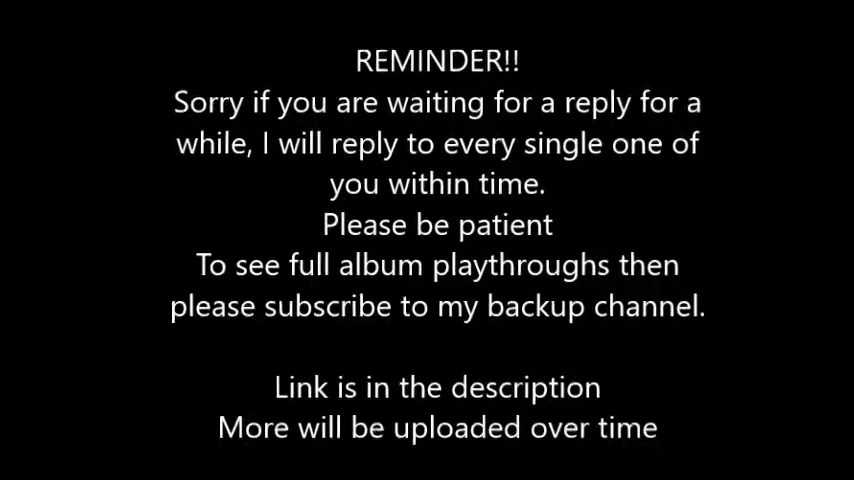 REMINDER!!
Sorry if you are waiting for a reply for a
while, I will reply to every single one of
you within time.
Please be patient
To see full album playthroughs then
please subscribe to my backup channel.
Link is in the description
More will be uploaded over time